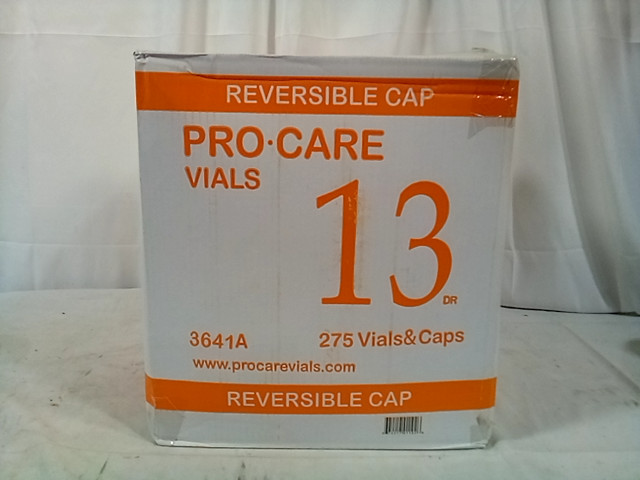 REVERSIBLE CAP
PRO·CARE
VIALS
13 DR
3641A 275 Vials&Caps
www.procarevials.com
REVERSIBLE CAP